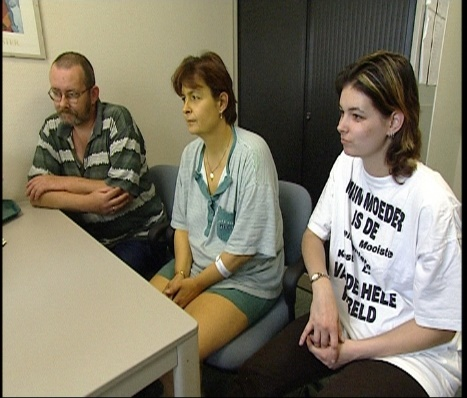 MIJN MOEDER
IS DE
Mooiste
VAN DE HELE
WERELD